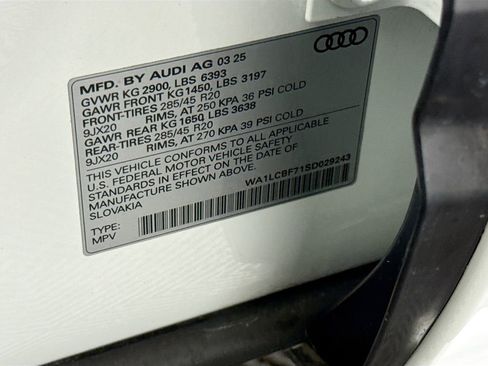 MFD. BY AUDI AG 03 25
GVWR KG 2900, LBS 6393
GAWR FRONT KG1450, LBS 3197
FRONT-TIRES 285/45 R20
9JX20 RIMS, AT 250 KPA 36 PSI COLD
GAWR REAR KG 1650 LBS 3638
REAR-TIRES 285/45 R20
9JX20 RIMS, AT 270 KPA 39 PSI COLD
THIS VEHICLE CONFORMS TO ALL APPLICABLE
U.S. FEDERAL MOTOR VEHICLE SAFETY
STANDARDS IN EFFECT ON THE DATE OF
MANUFACTURE SHOWN ABOVE.
SLOVAKIA
WA1LCBF71SD029243
TYPE:
MPV